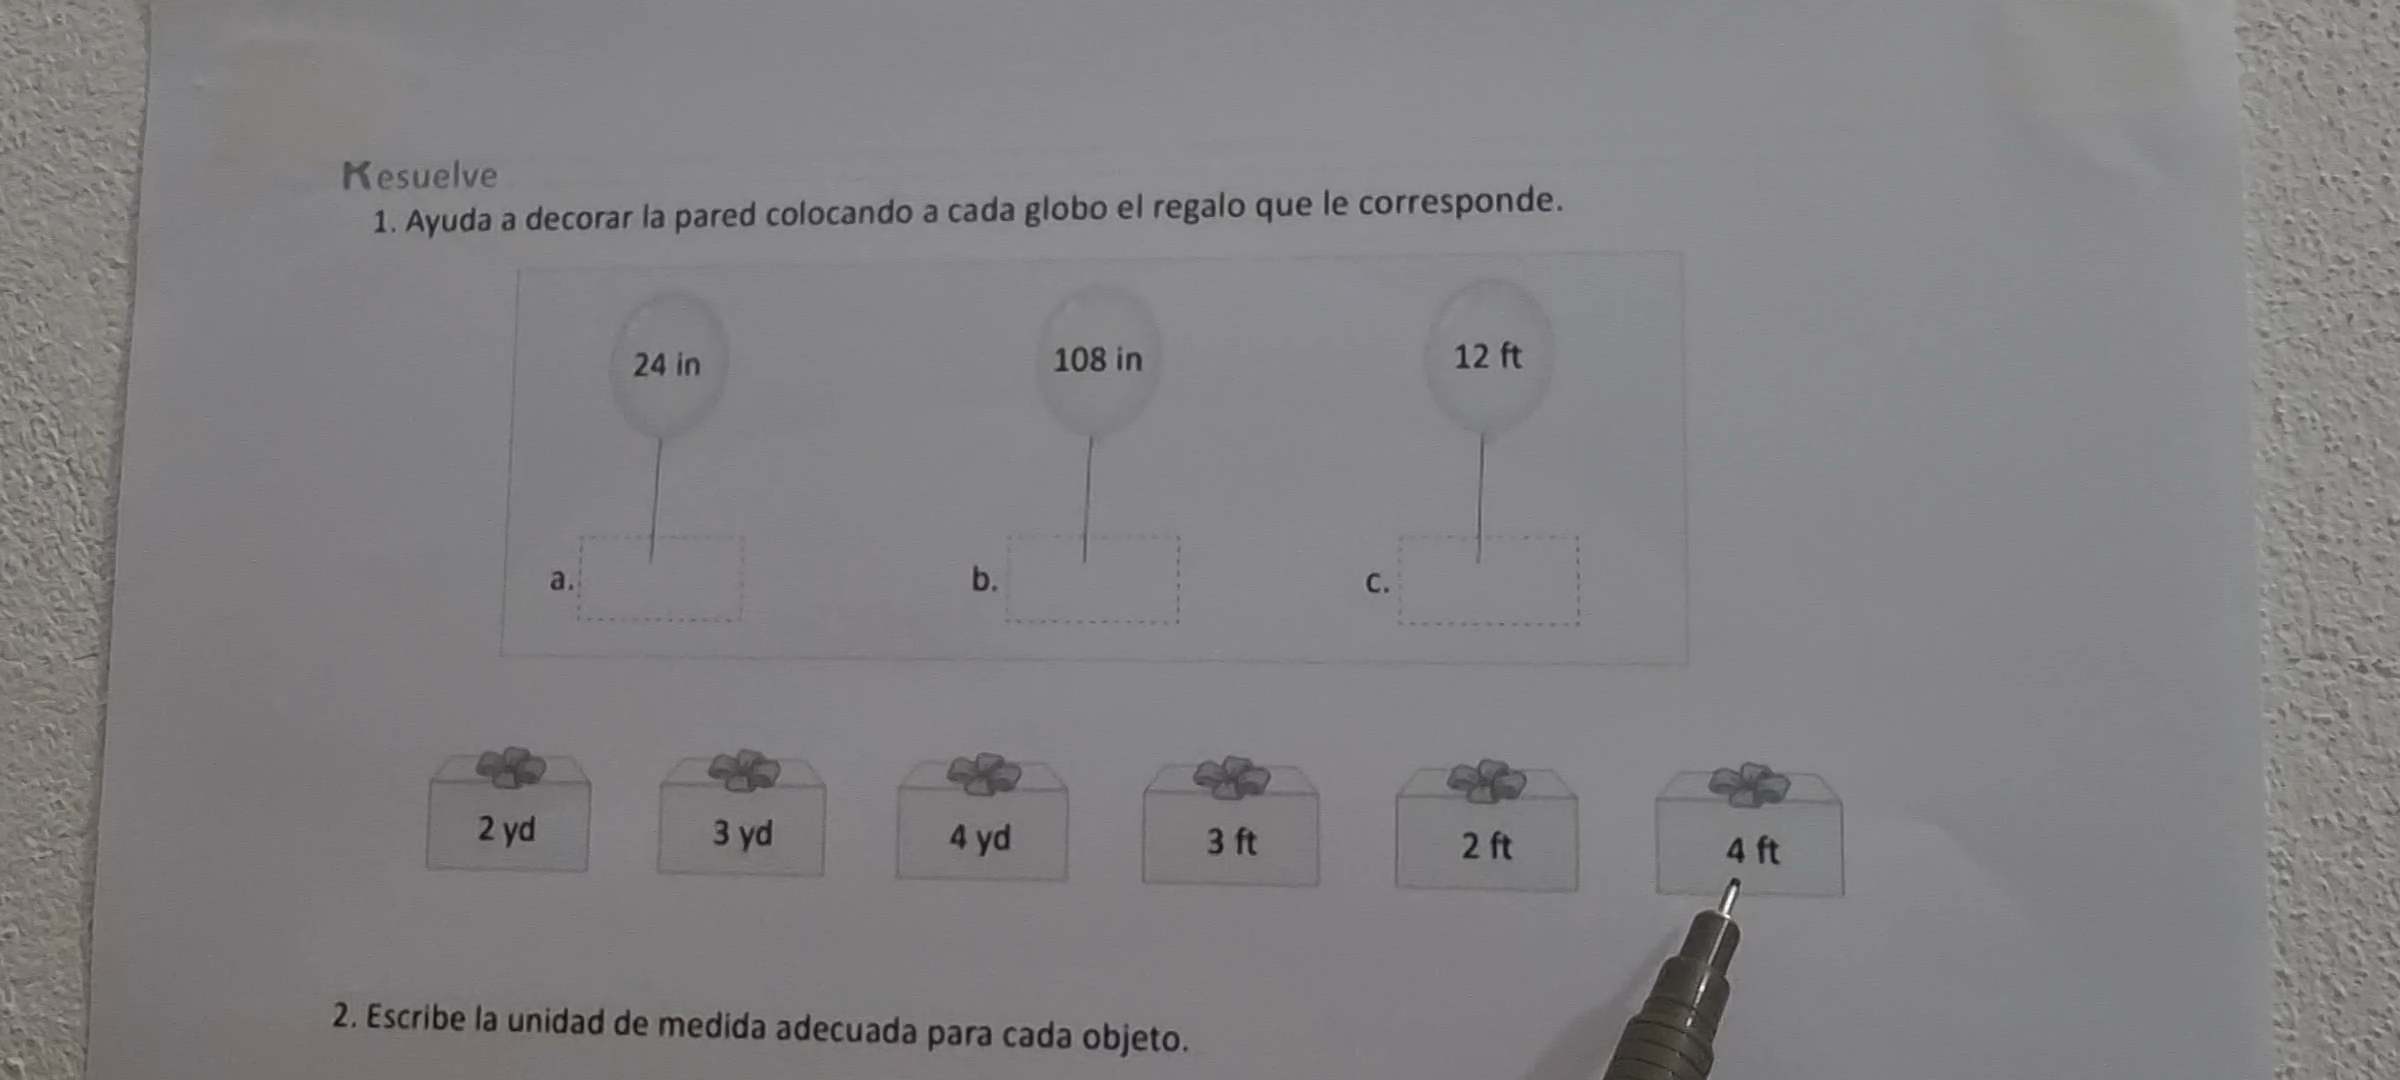 Resuelve
1. Ayuda a decorar la pared colocando a cada globo el regalo que le corresponde.
24 in
108 in
12 ft
a.
b.
c.
2 yd
3 yd
4 yd
3 ft
2 ft
4 ft
2. Escribe la unidad de medida adecuada para cada objeto.